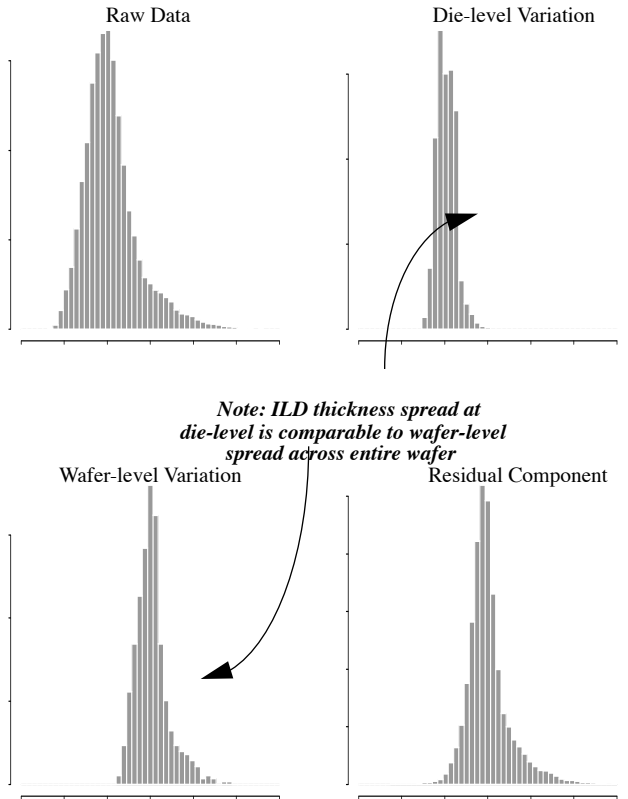 Raw Data
Die-level Variation
Note: ILD thickness spread at
die-level is comparable to wafer-level
spread across entire wafer
Wafer-level Variation
Residual Component